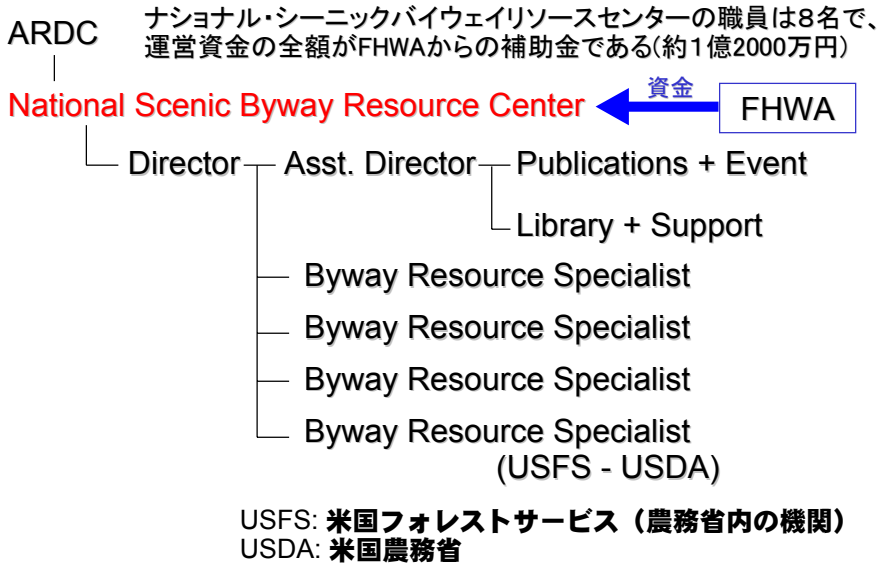 ARDC
ナショナル・シーニックバイウェイリソースセンターの職員は8名で、
運営資金の全額がFHWAからの補助金である(約1億2000万円)
National Scenic Byway Resource Center
資金
FHWA
Director
Asst. Director
Publications + Event
Library + Support
Byway Resource Specialist
Byway Resource Specialist
Byway Resource Specialist
Byway Resource Specialist
(USFS - USDA)
USFS: 米国フォレストサービス（農務省内の機関）
USDA: 米国農務省